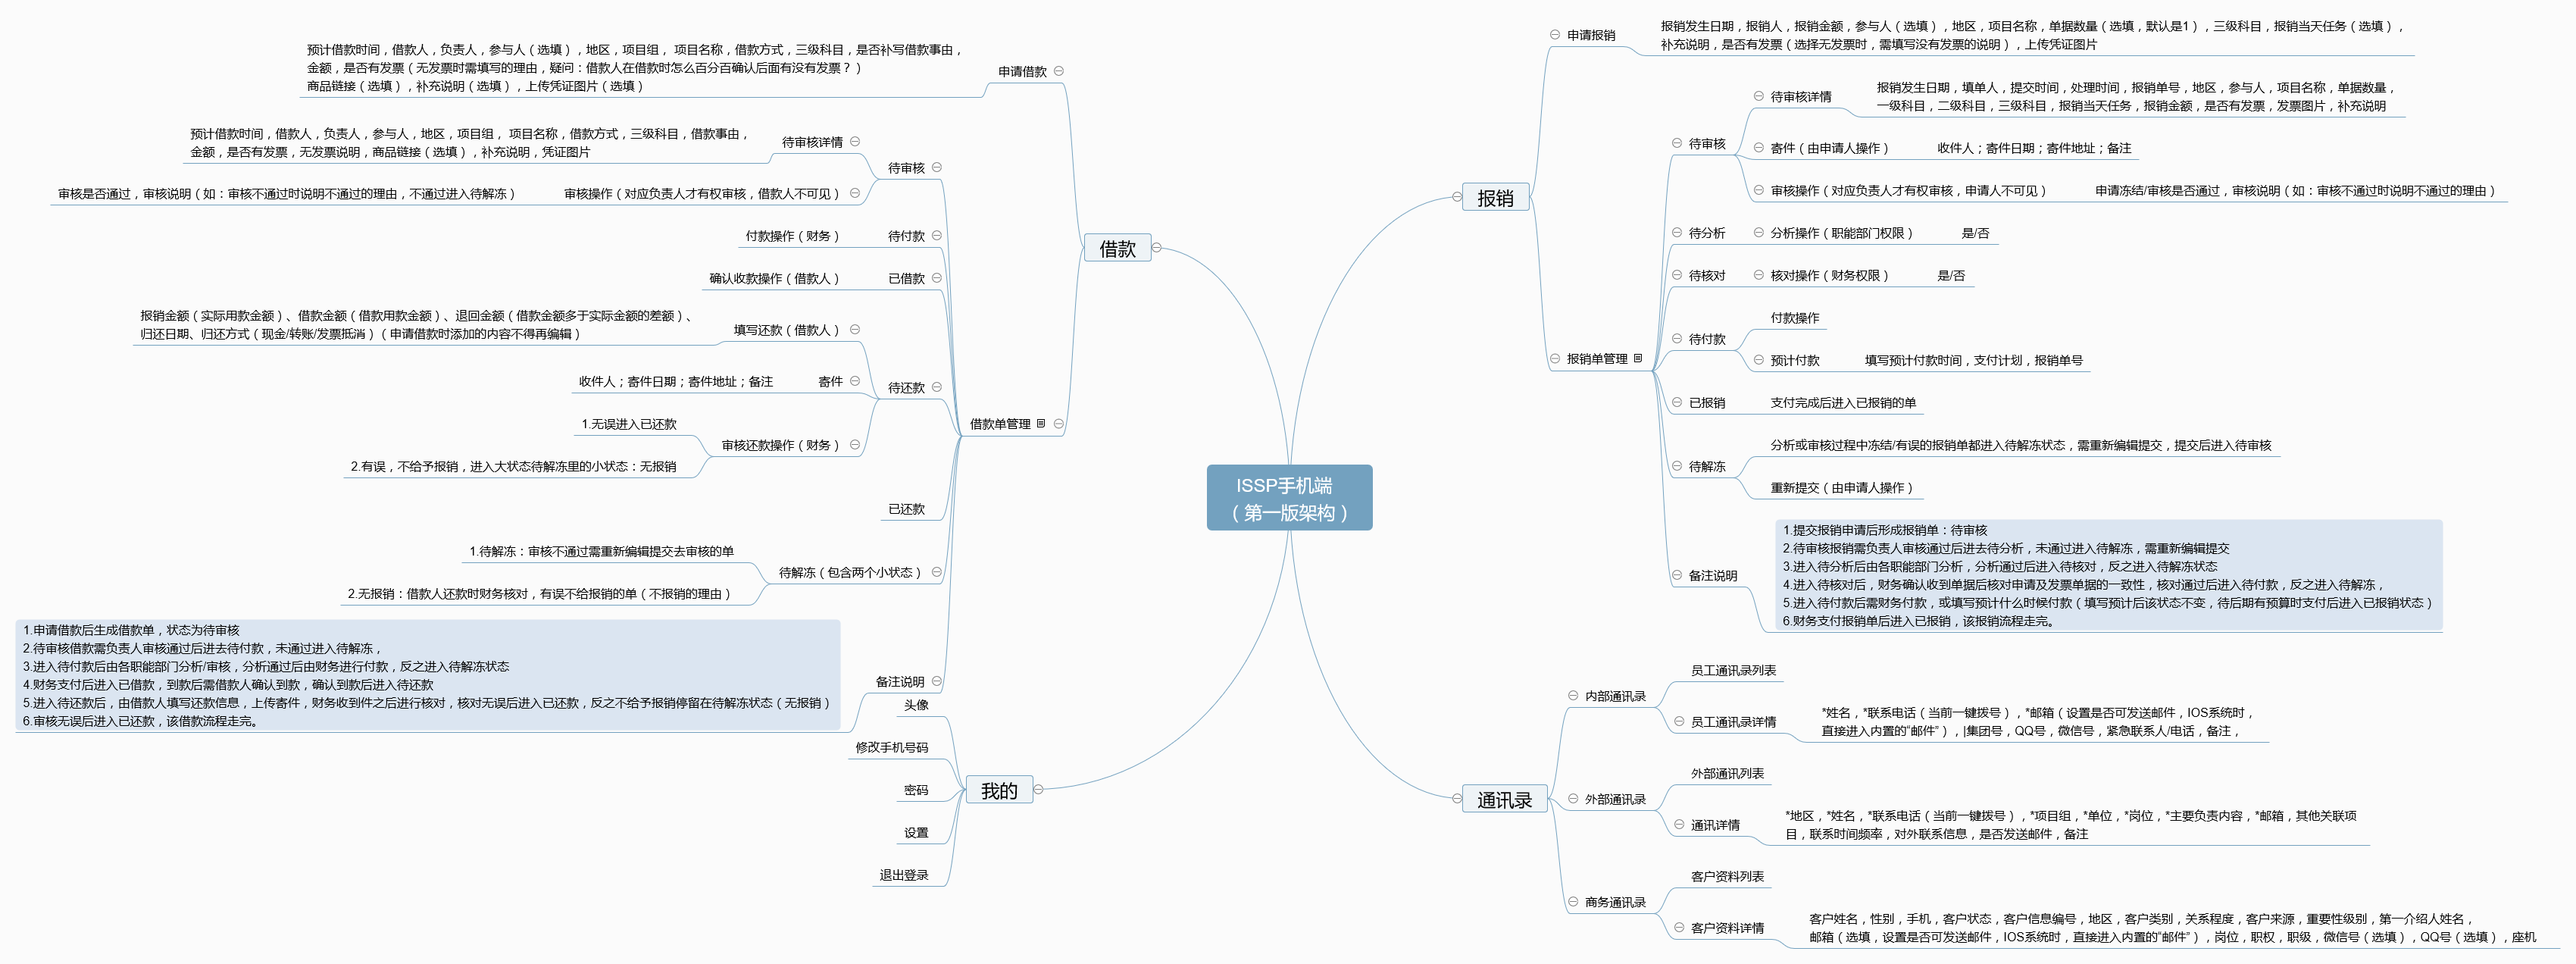 ISSP手机端
（第一版架构）
报销
申请报销
报销发生日期，报销人，报销金额，参与人（选填），地区，项目名称，单据数量（选填，默认是1），三级科目，报销当天任务（选填），
补充说明，是否有发票（选择无发票时，需填写没有发票的说明），上传凭证图片
报销单管理
待审核
待审核详情
报销发生日期，填单人，提交时间，处理时间，报销单号，地区，参与人，项目名称，单据数量，
一级科目，二级科目，三级科目，报销当天任务，报销金额，是否有发票，发票图片，补充说明
寄件（由申请人操作）
收件人；寄件日期；寄件地址；备注
审核操作（对应负责人才有权审核，申请人不可见）
申请冻结/审核是否通过，审核说明（如：审核不通过时说明不通过的理由）
待分析
分析操作（职能部门权限）
是/否
待核对
核对操作（财务权限）
是/否
待付款
付款操作
预计付款
填写预计付款时间，支付计划，报销单号
已报销
支付完成后进入已报销的单
待解冻
分析或审核过程中冻结/有误的报销单都进入待解冻状态，需重新编辑提交，提交后进入待审核
重新提交（由申请人操作）
备注说明
1.提交报销申请后形成报销单：待审核
2.待审核报销需负责人审核通过后进去待分析，未通过进入待解冻，需重新编辑提交
3.进入待分析后由各职能部门分析，分析通过后进入待核对，反之进入待解冻状态
4.进入待核对后，财务确认收到单据后核对申请及发票单据的一致性，核对通过后进入待付款，反之进入待解冻，
5.进入待付款后需财务付款，或填写预计什么时候付款（填写预计后该状态不变，待后期有预算时支付后进入已报销状态）
6.财务支付报销单后进入已报销，该报销流程走完。
通讯录
内部通讯录
员工通讯录列表
员工通讯录详情
*姓名，*联系电话（当前一键拨号），*邮箱（设置是否可发送邮件，IOS系统时，
直接进入内置的“邮件”），|集团号，QQ号，微信号，紧急联系人/电话，备注，
外部通讯录
外部通讯列表
通讯详情
*地区，*姓名，*联系电话（当前一键拨号），*项目组，*单位，*岗位，*主要负责内容，*邮箱，其他关联项
目，联系时间频率，对外联系信息，是否发送邮件，备注
商务通讯录
客户资料列表
客户资料详情
客户姓名，性别，手机，客户状态，客户信息编号，地区，客户类别，关系程度，客户来源，重要性级别，第一介绍人姓名，
邮箱（选填，设置是否可发送邮件，IOS系统时，直接进入内置的“邮件”），岗位，职权，职级，微信号（选填），QQ号（选填），座机
借款
申请借款
预计借款时间，借款人，负责人，参与人（选填），地区，项目组， 项目名称，借款方式，三级科目，是否补写借款事由，
金额，是否有发票（无发票时需填写的理由，疑问：借款人在借款时怎么百分百确认后面有没有发票？）
商品链接（选填），补充说明（选填），上传凭证图片（选填）
借款单管理
待审核
待审核详情
预计借款时间，借款人，负责人，参与人，地区，项目组， 项目名称，借款方式，三级科目，借款事由，
金额，是否有发票，无发票说明，商品链接（选填），补充说明，凭证图片
审核操作（对应负责人才有权审核，借款人不可见）
审核是否通过，审核说明（如：审核不通过时说明不通过的理由，不通过进入待解冻）
待付款
付款操作（财务）
已借款
确认收款操作（借款人）
待还款
填写还款（借款人）
报销金额（实际用款金额）、借款金额（借款用款金额）、退回金额（借款金额多于实际金额的差额）、
归还日期、归还方式（现金/转账/发票抵消）（申请借款时添加的内容不得再编辑）
寄件
收件人；寄件日期；寄件地址；备注
审核还款操作（财务）
1.无误进入已还款
2.有误，不给予报销，进入大状态待解冻里的小状态：无报销
已还款
待解冻（包含两个小状态）
1.待解冻：审核不通过需重新编辑提交去审核的单
2.无报销：借款人还款时财务核对，有误不给报销的单（不报销的理由）
备注说明
1.申请借款后生成借款单，状态为待审核
2.待审核借款需负责人审核通过后进去待付款，未通过进入待解冻，
3.进入待付款后由各职能部门分析/审核，分析通过后由财务进行付款，反之进入待解冻状态
4.财务支付后进入已借款，到款后需借款人确认到款，确认到款后进入待还款
5.进入待还款后，由借款人填写还款信息，上传寄件，财务收到件之后进行核对，核对无误后进入已还款，反之不给予报销停留在待解冻状态（无报销）
6.审核无误后进入已还款，该借款流程走完。
我的
头像
修改手机号码
密码
设置
退出登录